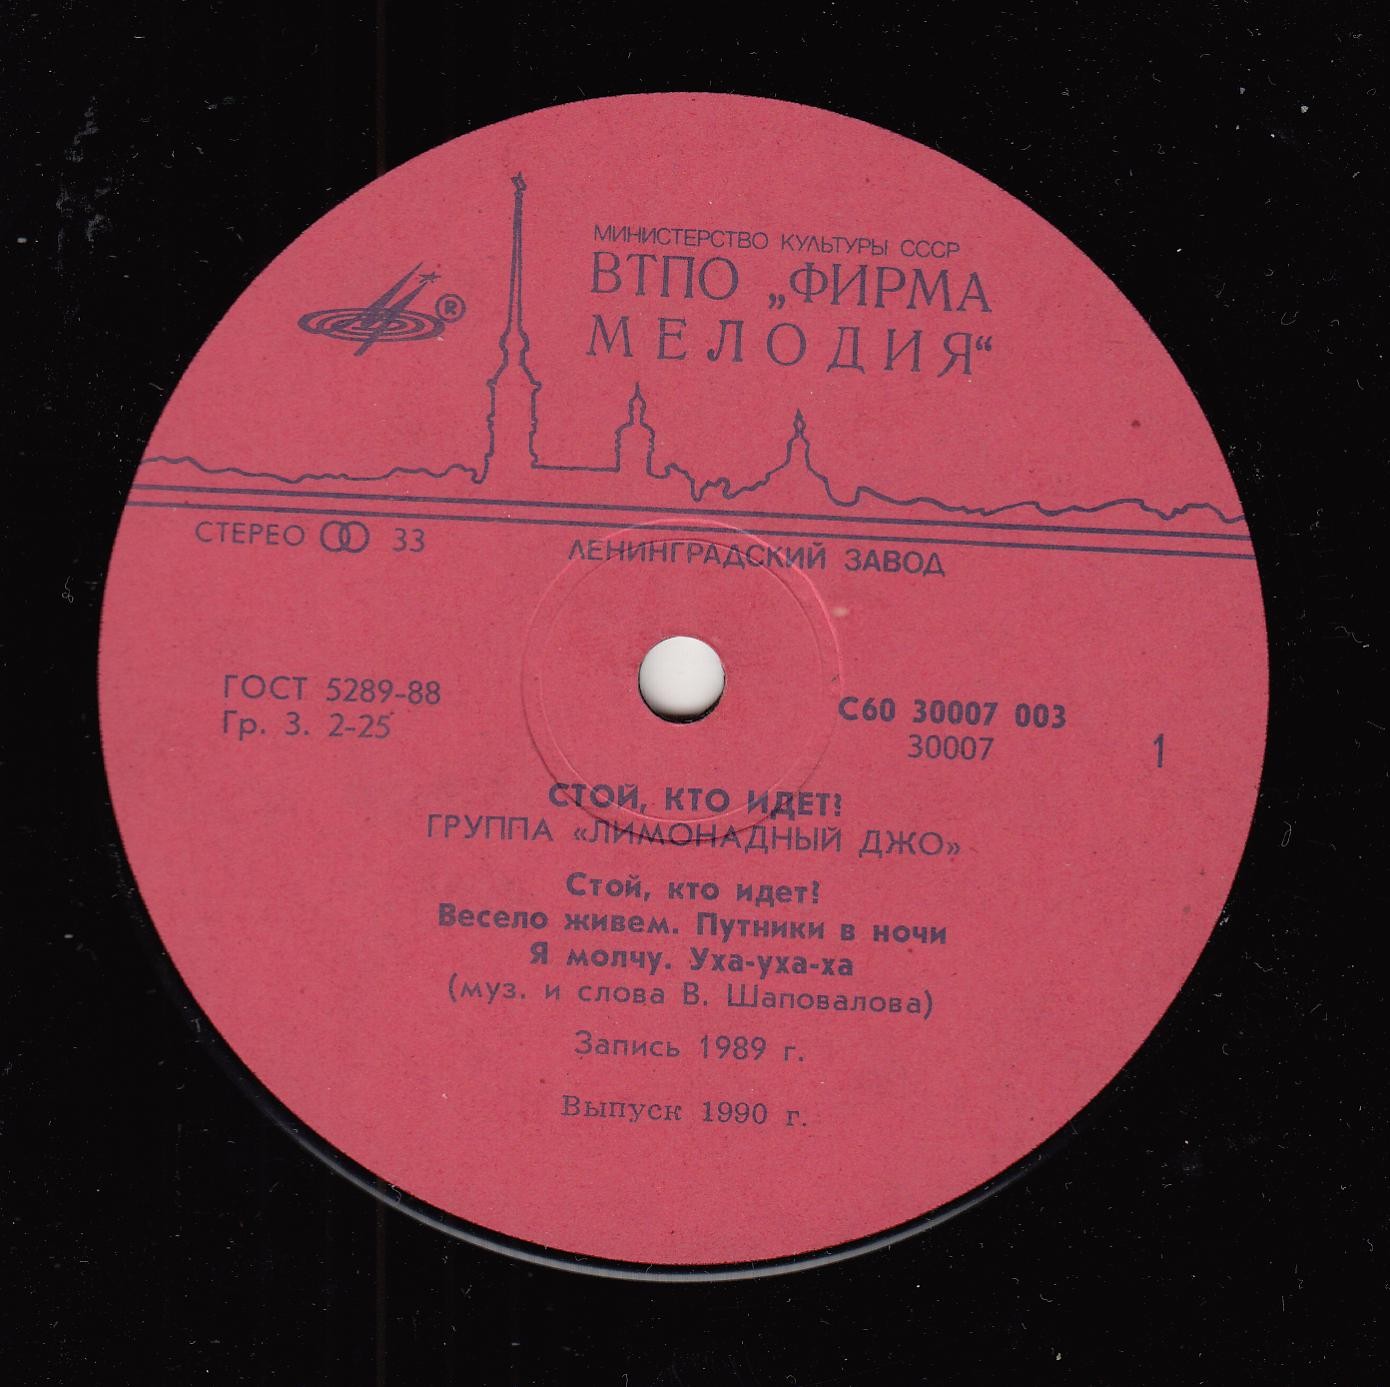 МИНИСТЕРСТВО КУЛЬТУРЫ СССР
ВТПО „ФИРМА
МЕЛОДИЯ“
®
СТЕРЕО 33
ЛЕНИНГРАДСКИЙ ЗАВОД
ГОСТ 5289-88
Гр. 3. 2-25
С60 30007 003
30007
1
СТОЙ, КТО ИДЕТ?
ГРУППА «ЛИМОНАДНЫЙ ДЖО»
Стой, кто идет?
Весело живем. Путники в ночи
Я молчу. Уха-уха-ха
(муз. и слова В. Шаповалова)
Запись 1989 г.
Выпуск 1990 г.